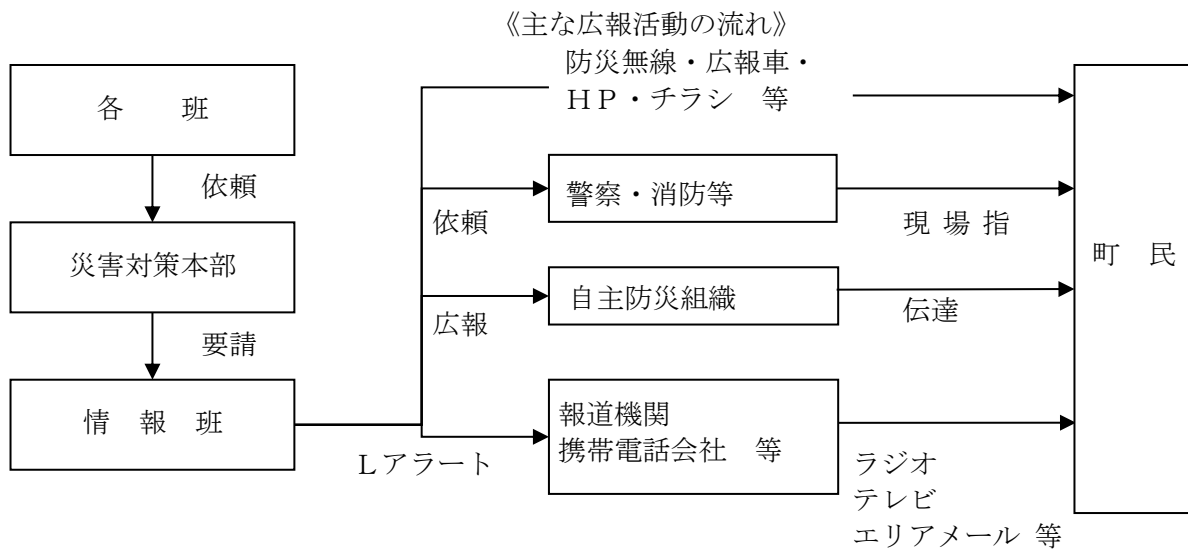 《主な広報活動の流れ》
防災無線・広報車・
ＨＰ・チラシ　等
各　　班
依頼
災害対策本部
要請
情　報　班
Ｌアラート
依頼
広報
警察・消防等
現 場 指
自主防災組織
伝達
報道機関
携帯電話会社　等
ラジオ
テレビ
エリアメール 等
町　民